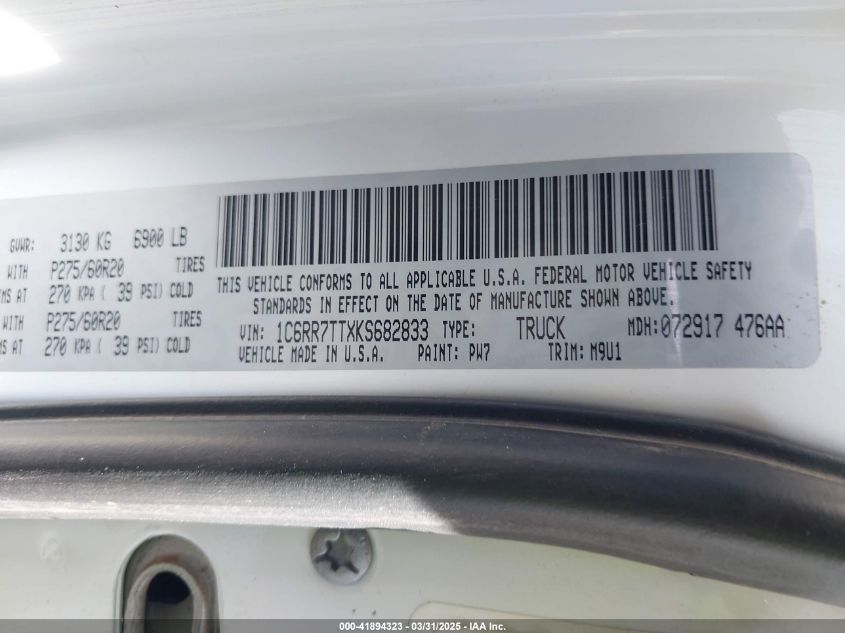 GVWR: 3130 KG 6900 LB
WITH P275/60R20 TIRES
MS AT 270 KPA ( 39 PSI) COLD
WITH P275/60R20 TIRES
MS AT 270 KPA ( 39 PSI) COLD
THIS VEHICLE CONFORMS TO ALL APPLICABLE U.S.A. FEDERAL MOTOR VEHICLE SAFETY
STANDARDS IN EFFECT ON THE DATE OF MANUFACTURE SHOWN ABOVE.
VIN: 1C6RR7TTXKS682833 TYPE: TRUCK MDH:072917 476AA
VEHICLE MADE IN U.S.A. PAINT: PW7 TRIM: M9U1
000-41894323 - 03/31/2025 - IAA Inc.